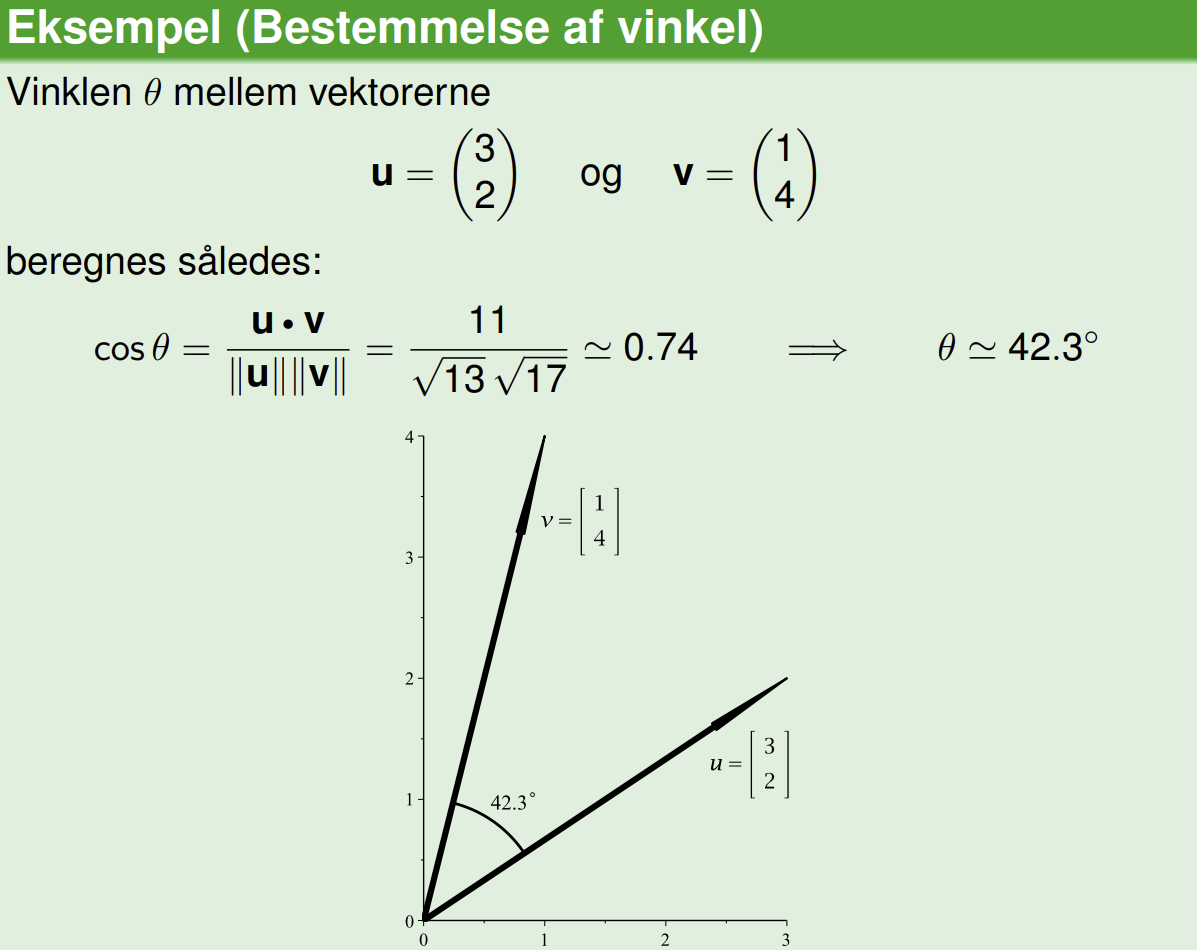 Eksempel (Bestemmelse af vinkel)
Vinklen θ mellem vektorerne
u = (3 2) og v = (1 4)
beregnes således:
cos θ = u • v / ‖u‖‖v‖ = 11 / √13 √17 ≃ 0.74 ⟹ θ ≃ 42.3°
4
v = [1 4]
3
2
u = [3 2]
1
42.3°
0
0 1 2 3